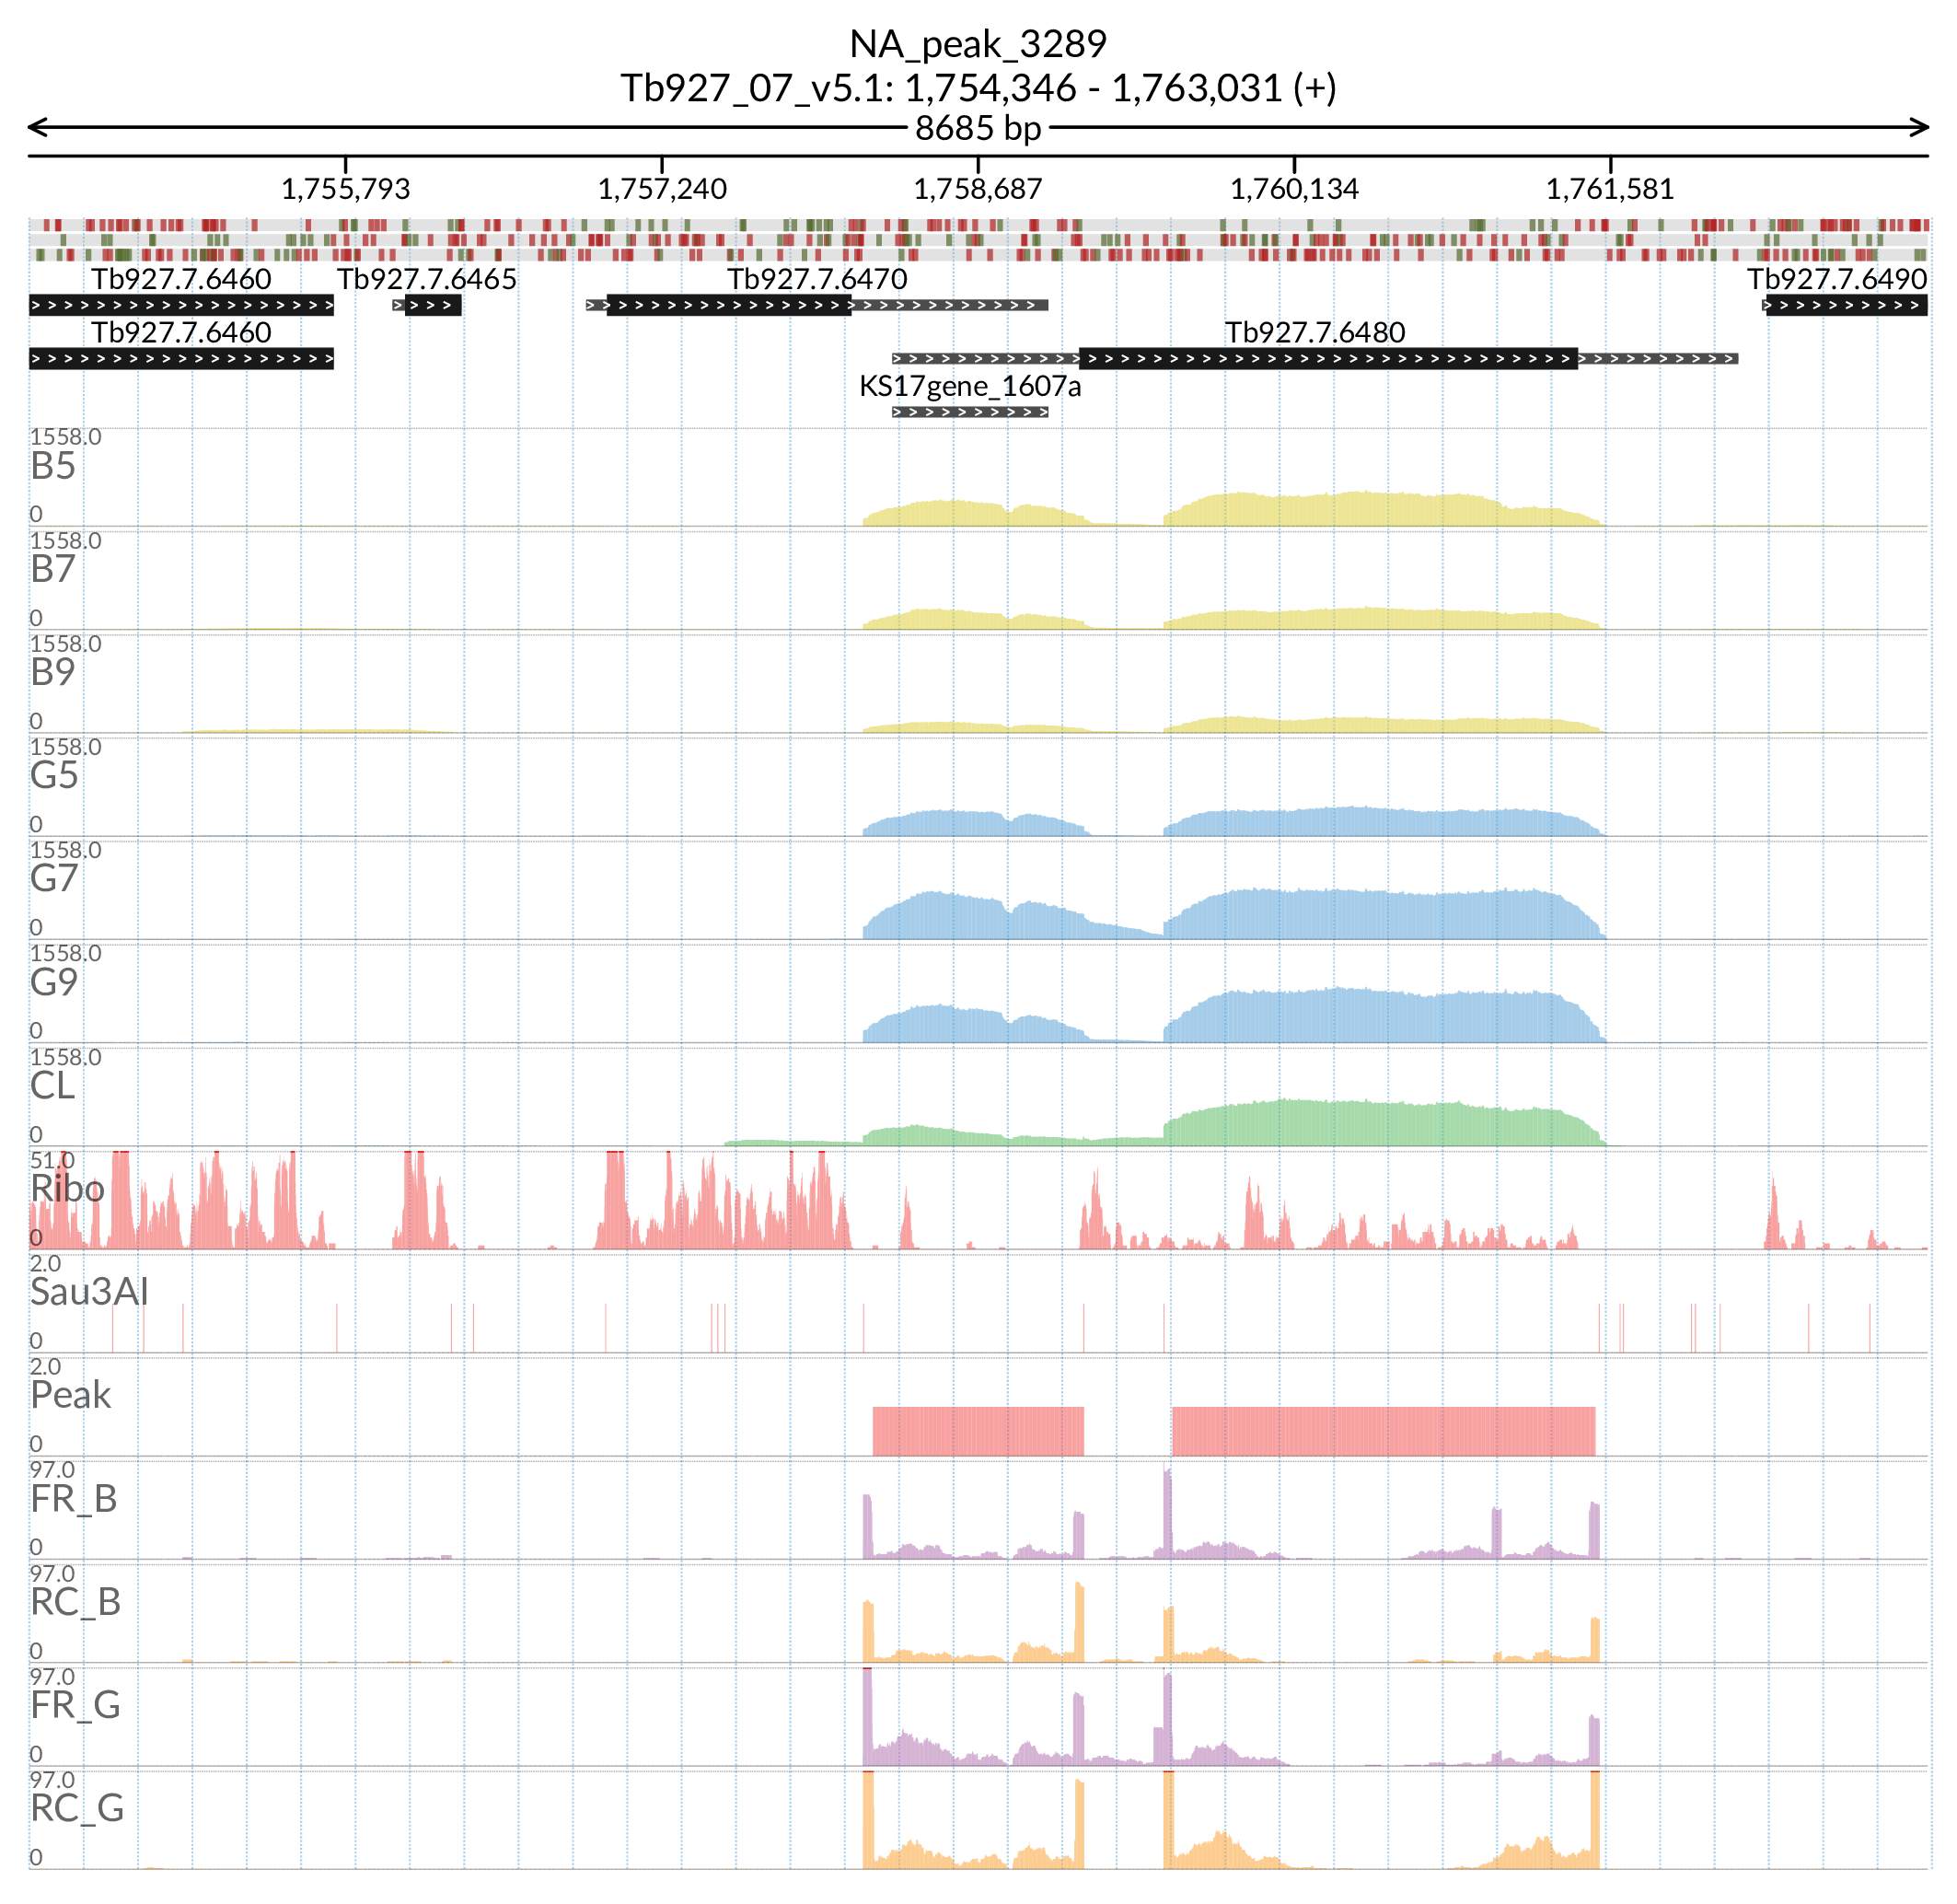 NA_peak_3289
Tb927_07_v5.1: 1,754,346 - 1,763,031 (+)
8685 bp
1,755,793 1,757,240 1,758,687 1,760,134 1,761,581
Tb927.7.6460 Tb927.7.6465 Tb927.7.6470 Tb927.7.6490
Tb927.7.6460 Tb927.7.6480
KS17gene_1607a
1558.0
B5
0
1558.0
B7
0
1558.0
B9
0
1558.0
G5
0
1558.0
G7
0
1558.0
G9
0
1558.0
CL
0
51.0
Ribo
0
2.0
Sau3AI
0
2.0
Peak
0
97.0
FR_B
0
97.0
RC_B
0
97.0
FR_G
0
97.0
RC_G
0